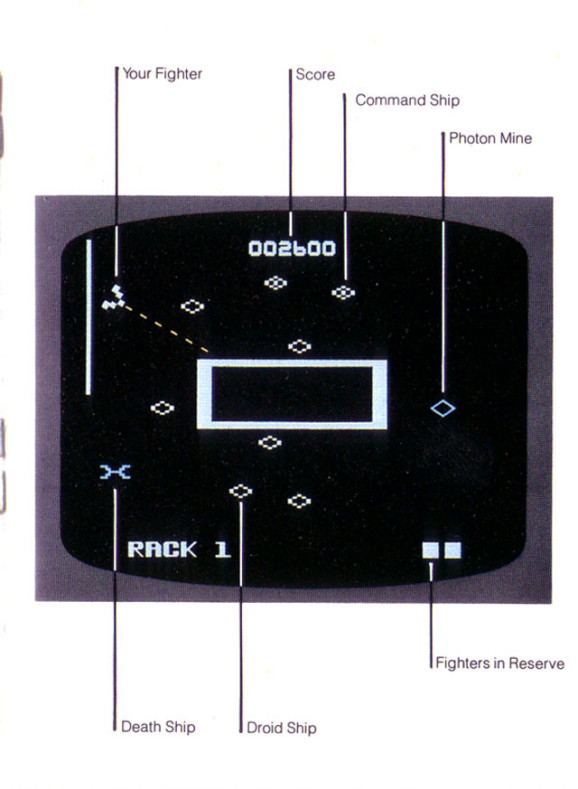 Your Fighter
Score
Command Ship
Photon Mine
002600
RACK 1
Fighters in Reserve
Death Ship
Droid Ship